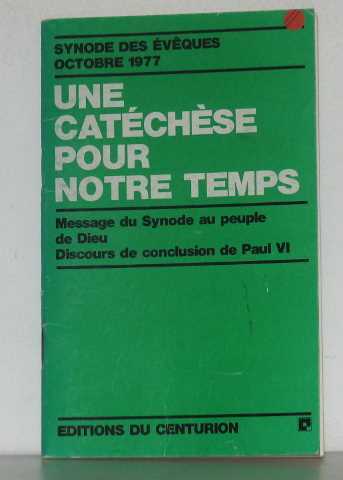 SYNODE DES ÉVÊQUES
OCTOBRE 1977
UNE
CATÉCHÈSE
POUR
NOTRE TEMPS
Message du Synode au peuple
de Dieu
Discours de conclusion de Paul VI
EDITIONS DU CENTURION